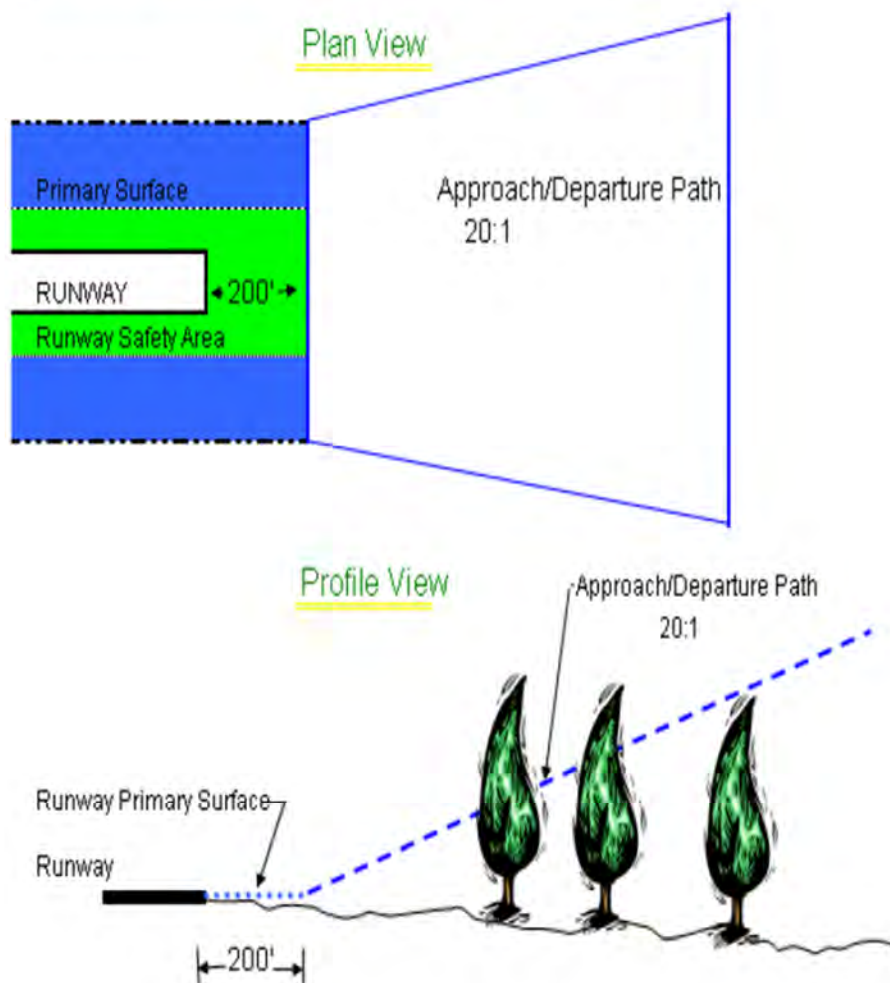 Plan View
Primary Surface
Approach/Departure Path
20:1
RUNWAY
200'
Runway Safety Area
Profile View
Approach/Departure Path
20:1
Runway Primary Surface
Runway
200'